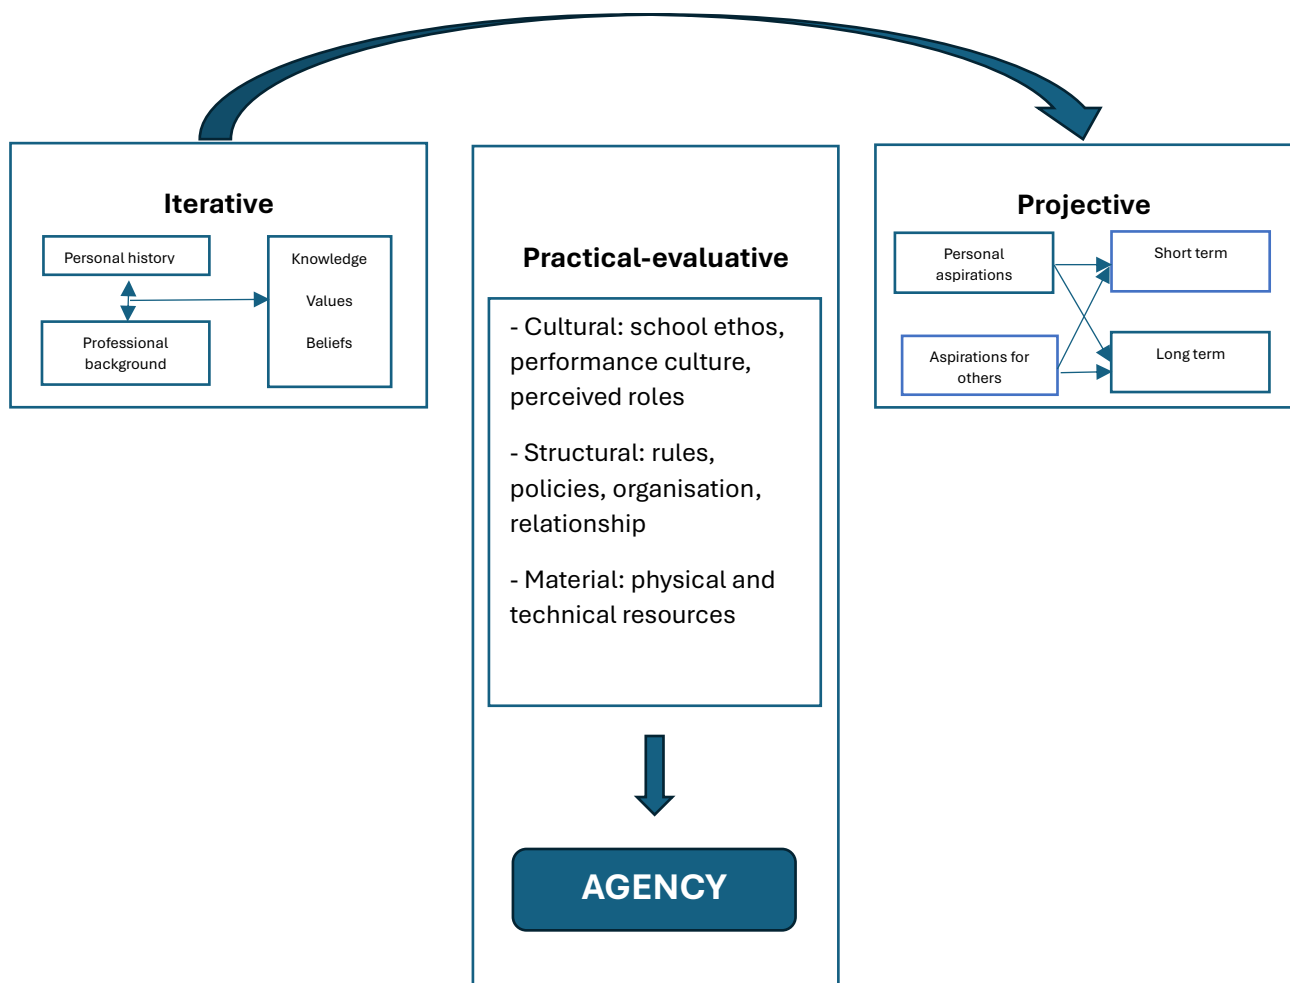 Iterative
Personal history
Professional
background
Knowledge
Values
Beliefs
Practical-evaluative
- Cultural: school ethos,
performance culture,
perceived roles
- Structural: rules,
policies, organisation,
relationship
- Material: physical and
technical resources
AGENCY
Projective
Personal
aspirations
Aspirations for
others
Short term
Long term